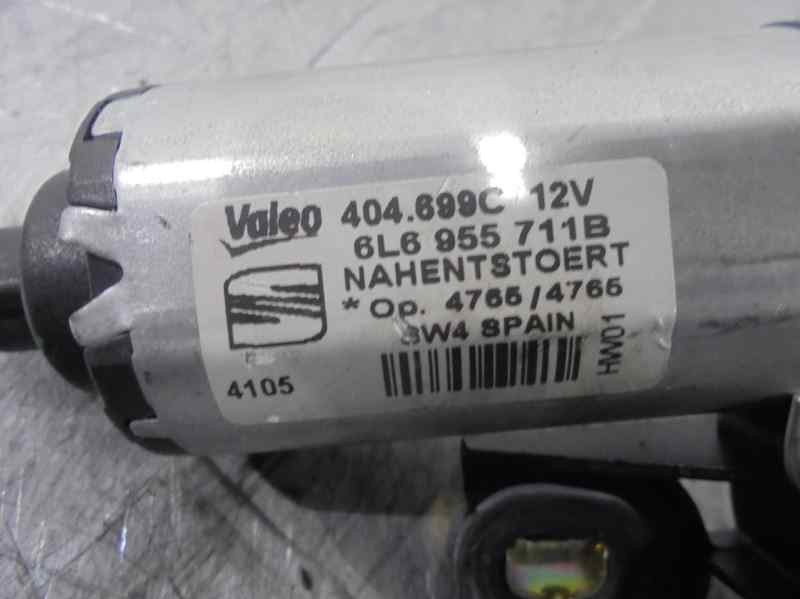 Valeo 404.699C 12V
6L6 955 711B
NAHENTSTOERT
* Op. 4765/4765
SW4 SPAIN
HW01
4105